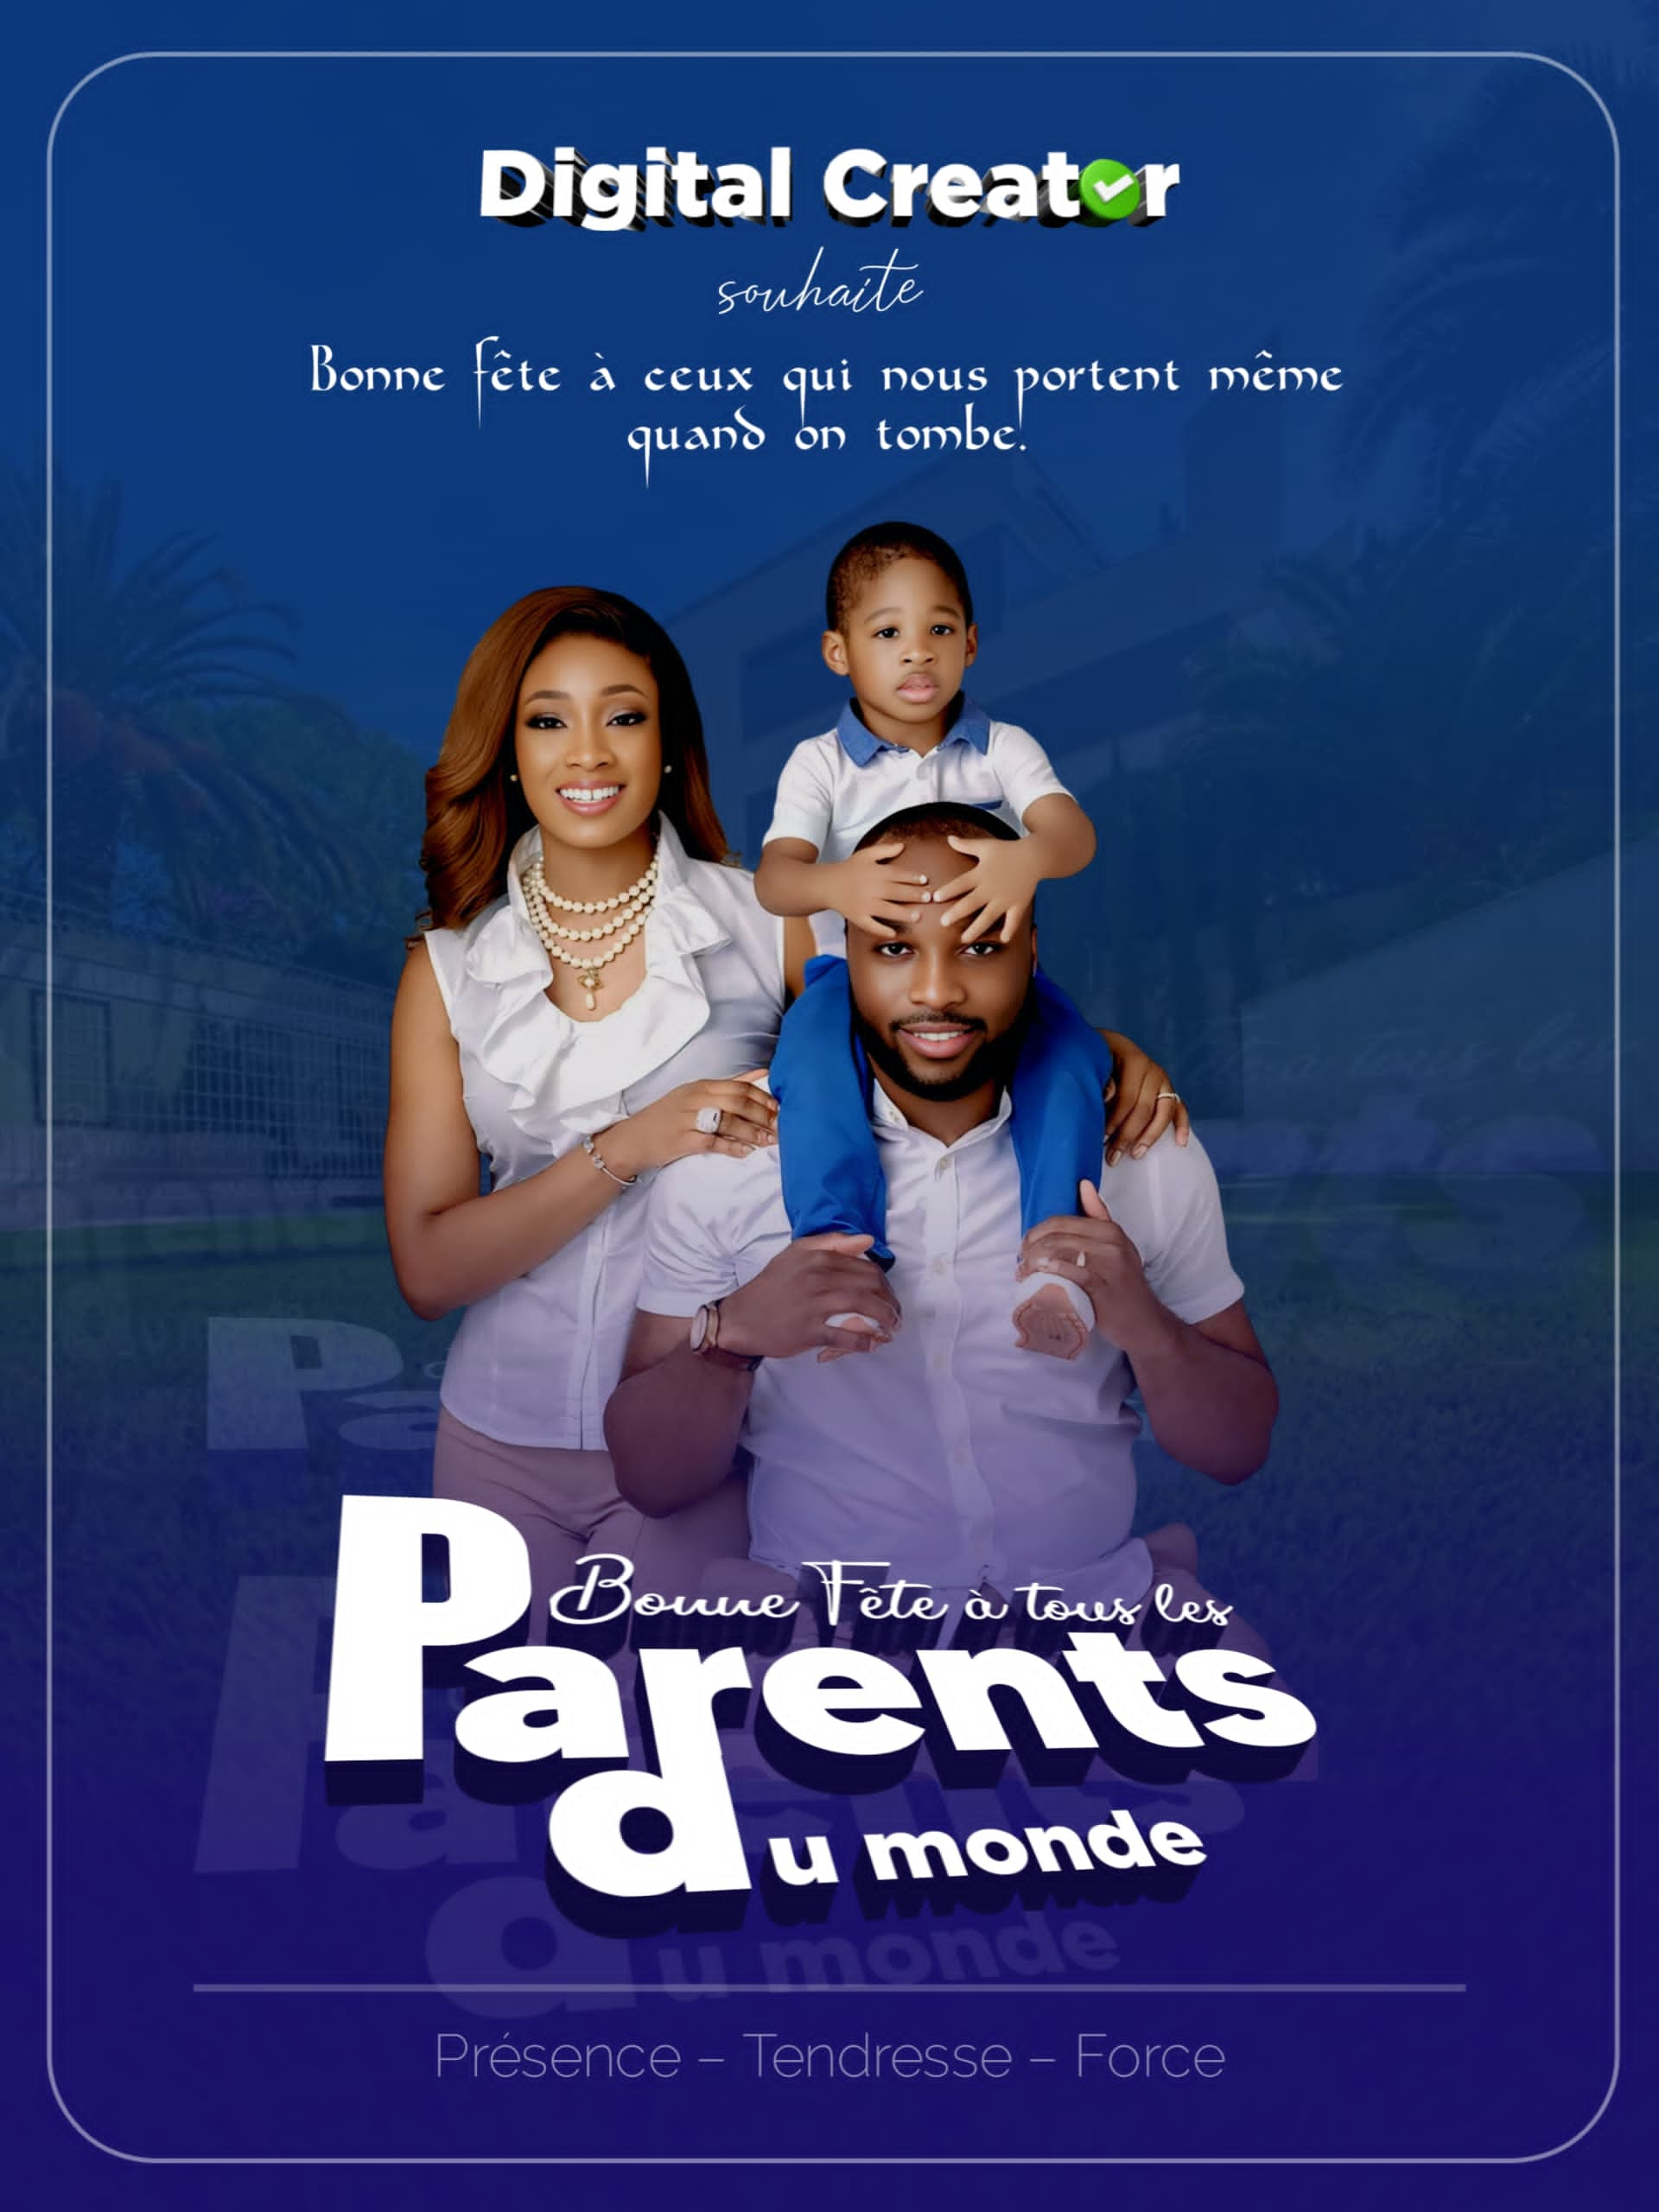 Digital Creator
souhaite
Bonne fête à ceux qui nous portent même
quand on tombe!
Bonne Fête à tous les
Parents
du monde
Présence – Tendresse – Force